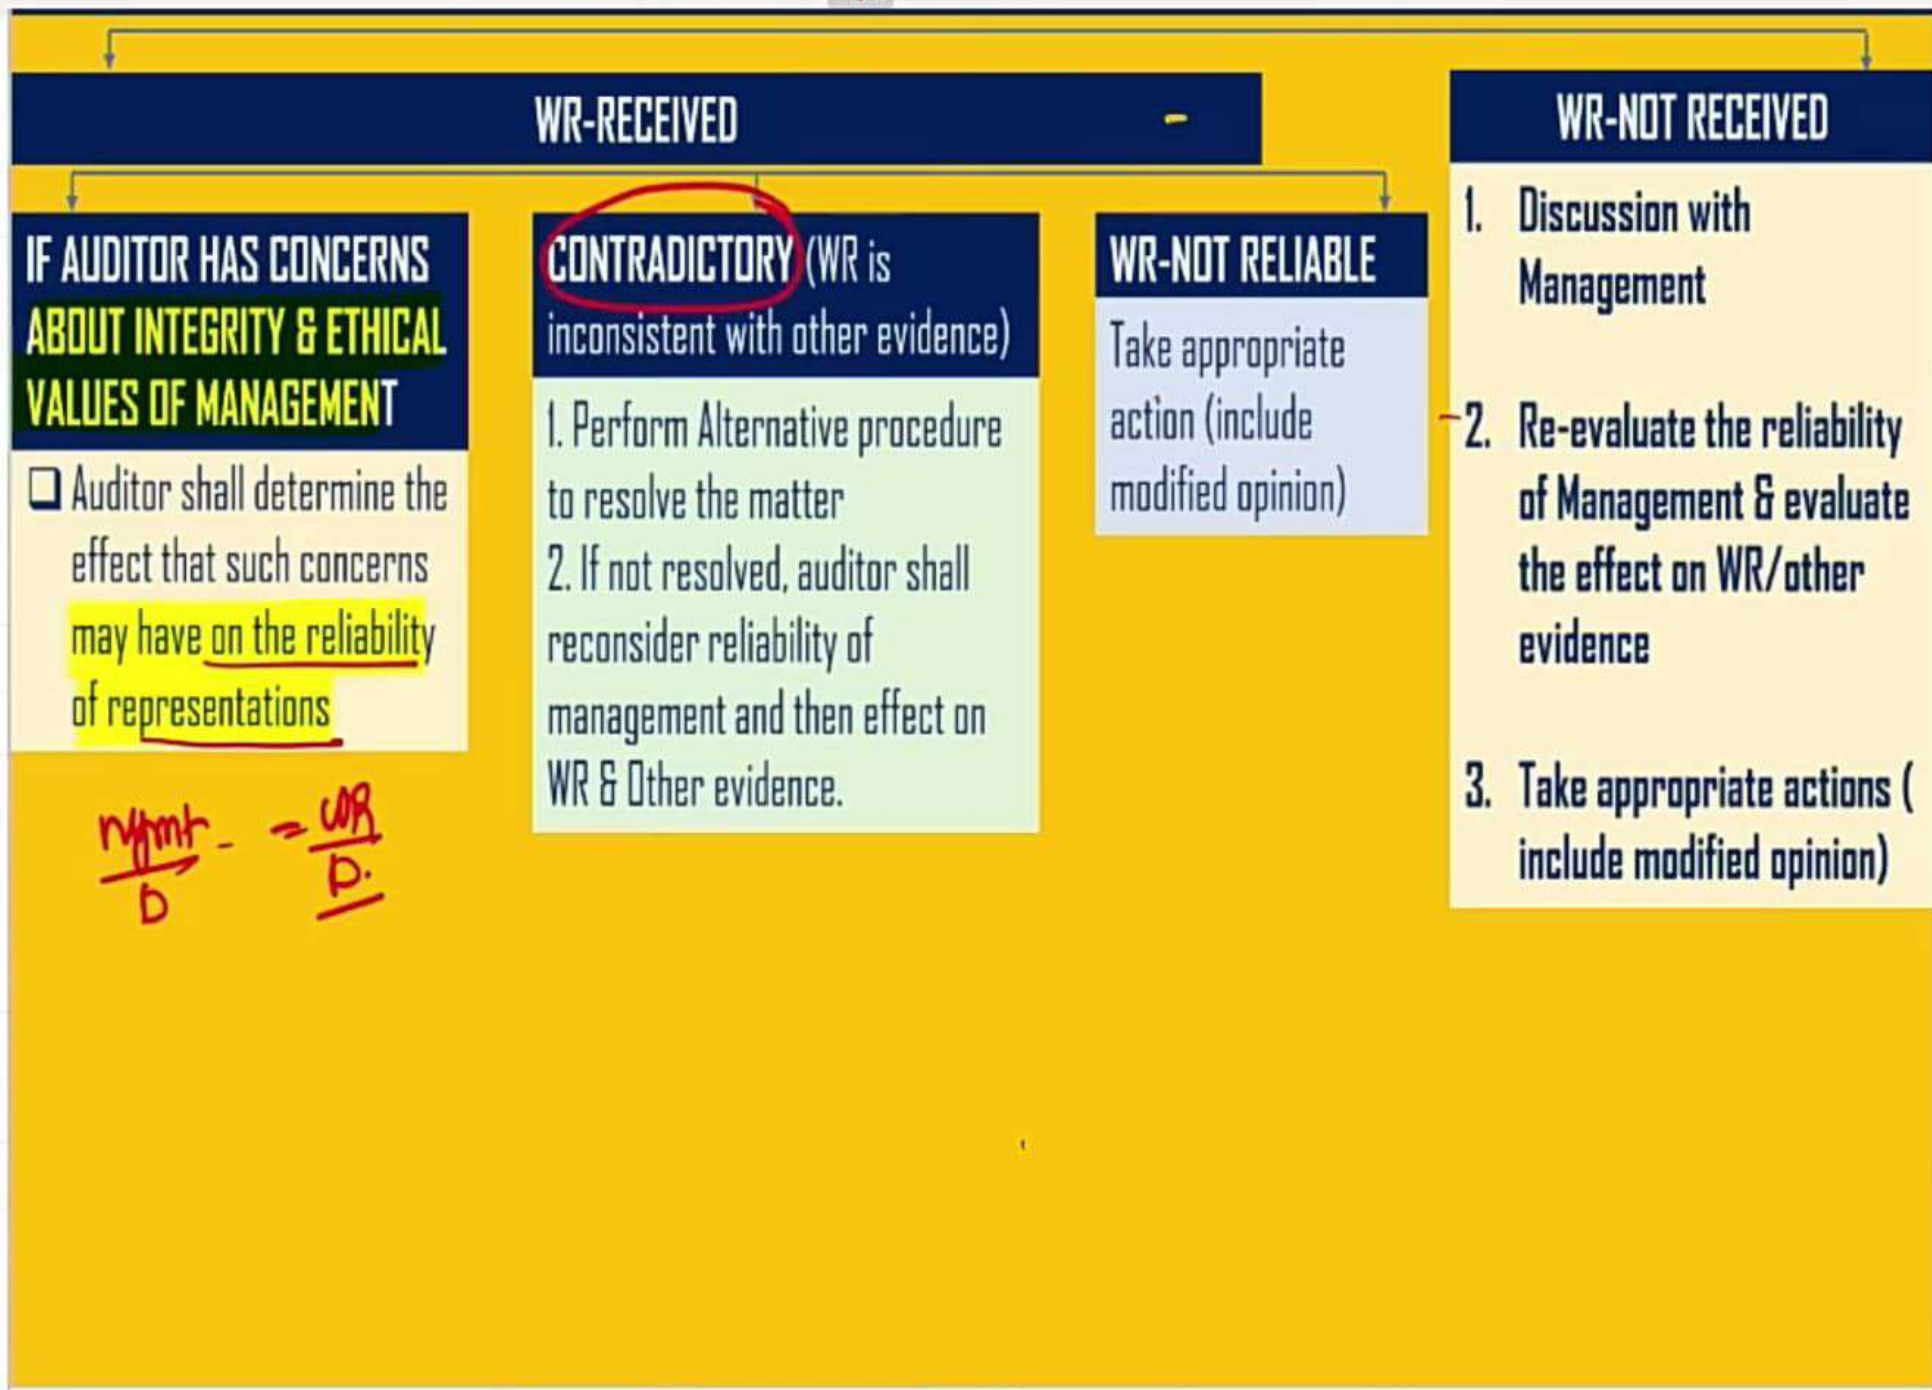 WR-RECEIVED
IF AUDITOR HAS CONCERNS
ABOUT INTEGRITY & ETHICAL
VALUES OF MANAGEMENT
❑ Auditor shall determine the
effect that such concerns
may have on the reliability
of representations
Mgmt - = WR
D D.
CONTRADICTORY (WR is
inconsistent with other evidence)
1. Perform Alternative procedure
to resolve the matter
2. If not resolved, auditor shall
reconsider reliability of
management and then effect on
WR & Other evidence.
WR-NOT RELIABLE
Take appropriate
action (include
modified opinion)
WR-NOT RECEIVED
1. Discussion with
Management
2. Re-evaluate the reliability
of Management & evaluate
the effect on WR/other
evidence
3. Take appropriate actions (
include modified opinion)